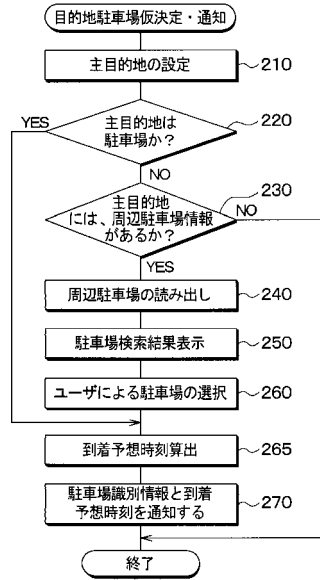 目的地駐車場仮決定・通知
主目的地の設定
210
YES
主目的地は
駐車場か?
220
NO
230
主目的地
には、周辺駐車場情報
があるか?
NO
YES
周辺駐車場の読み出し
240
駐車場検索結果表示
250
ユーザによる駐車場の選択
260
到着予想時刻算出
265
駐車場識別情報と到着
予想時刻を通知する
270
終了